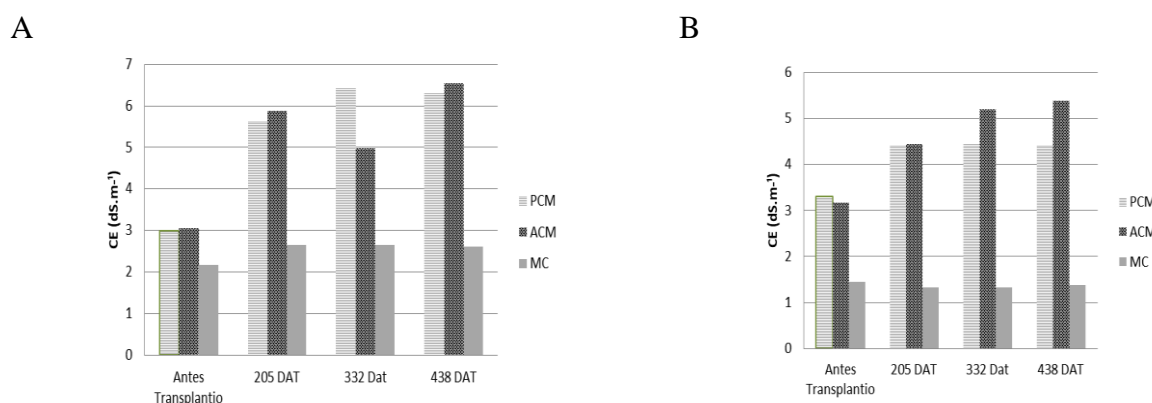 A
7
6
5
4
3
2
1
0
CE (dS.m-¹)
Antes
Transplantio
205 DAT
332 Dat
438 DAT
PCM
ACM
MC
B
6
5
4
3
2
1
0
CE (dS.m-¹)
Antes
Transplantio
205 DAT
332 DAT
438 DAT
PCM
ACM
MC